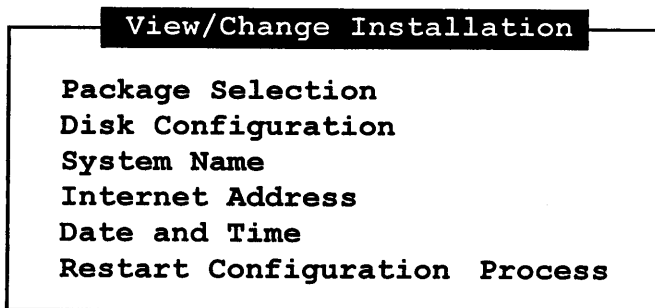 View/Change Installation
Package Selection
Disk Configuration
System Name
Internet Address
Date and Time
Restart Configuration Process